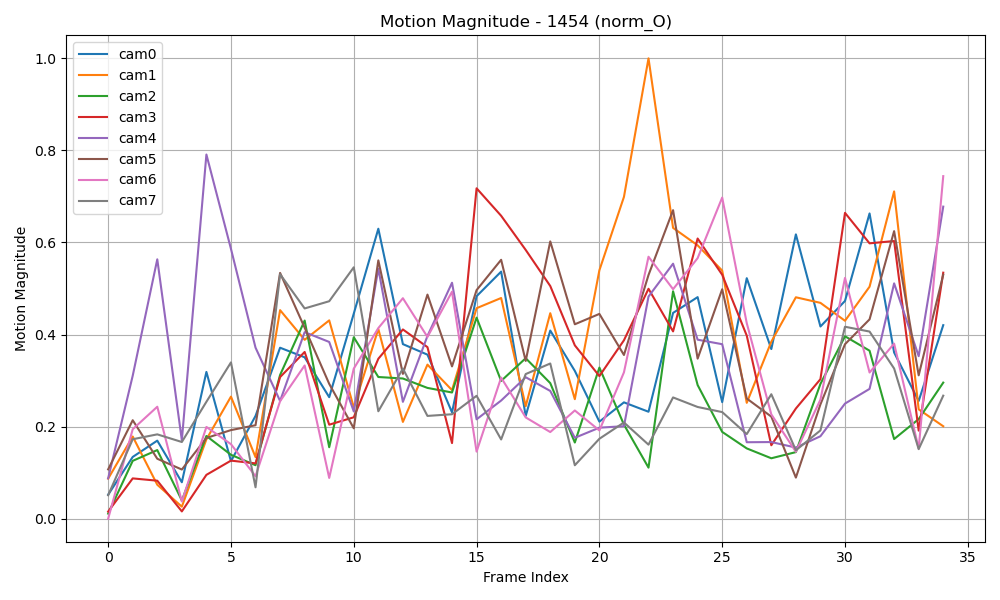 Motion Magnitude - 1454 (norm_O)
cam0
cam1
cam2
cam3
cam4
cam5
cam6
cam7
Motion Magnitude
1.0
0.8
0.6
0.4
0.2
0.0
0 5 10 15 20 25 30 35
Frame Index